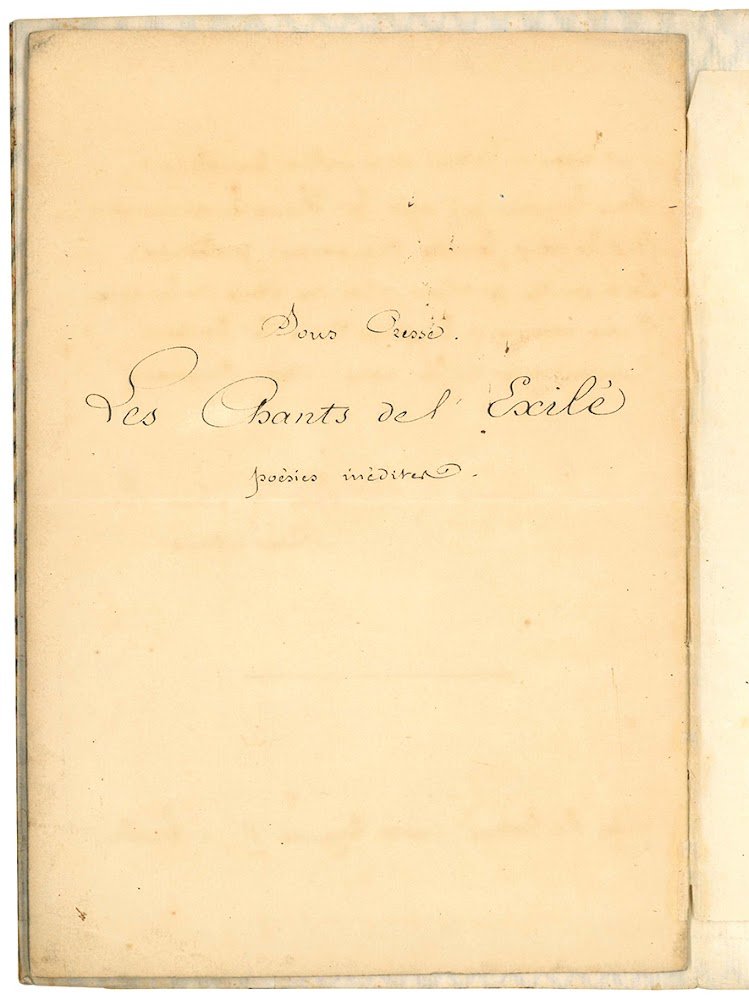 Sous Presse.
Les Chants de l'Exilé
poésies inédites.